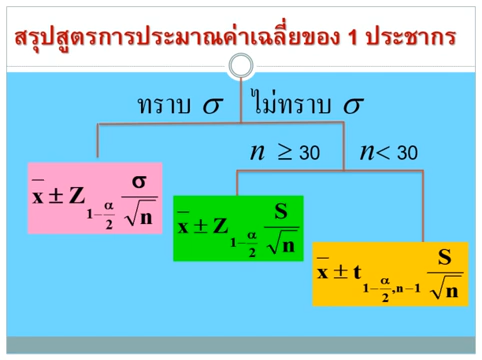 สรุปสูตรการประมาณค่าเฉลี่ยของ 1 ประชากร
ทราบ σ ไม่ทราบ σ
n ≥ 30 n < 30
x̄ ± Z_{1-α/2} σ/√n
x̄ ± Z_{1-α/2} S/√n
x̄ ± t_{1-α/2,n-1} S/√n